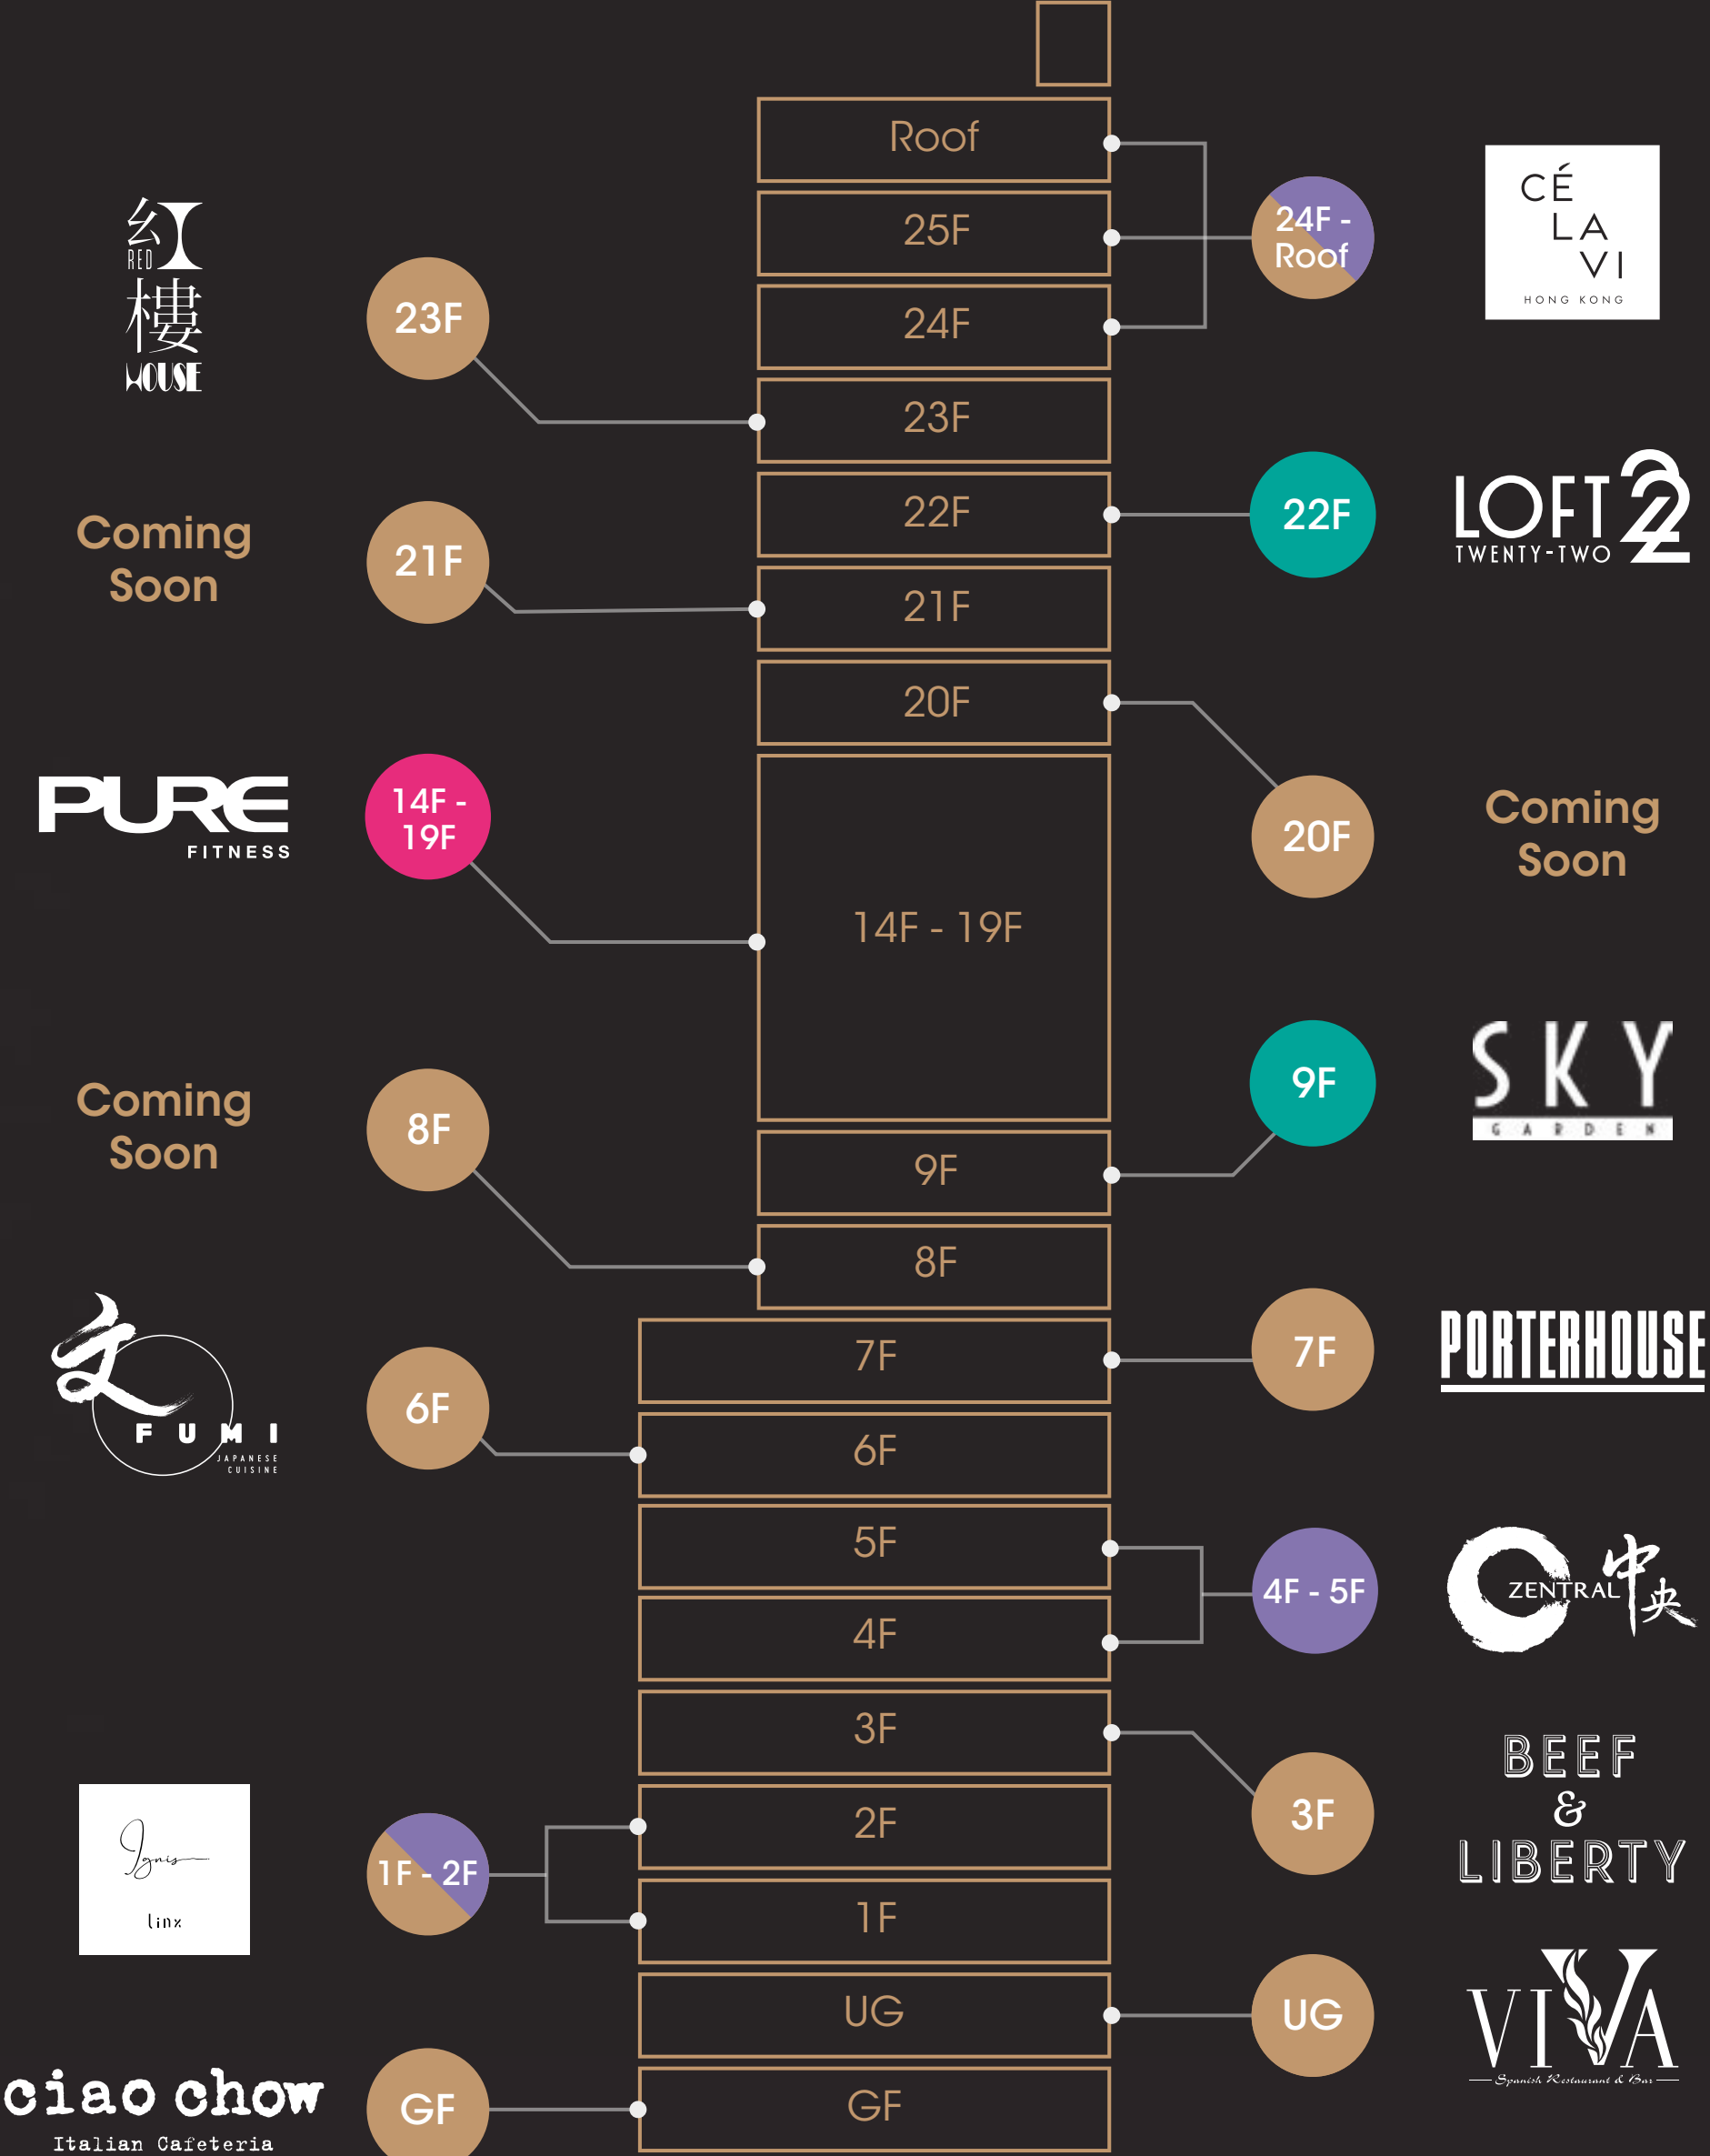 Roof
25F
24F
23F
22F
21F
20F
14F - 19F
9F
8F
7F
6F
5F
4F
3F
2F
1F
UG
GF
紅
RED
樓
HOUSE
23F
Coming
Soon
21F
PURE
FITNESS
14F -
19F
Coming
Soon
8F
文
FUMI
JAPANESE
CUISINE
6F
Ignis
linx
1F - 2F
ciao chow
Italian Cafeteria
GF
24F -
Roof
CÉ
LA
VI
HONG KONG
22F
LOFT 22
TWENTY-TWO
20F
Coming
Soon
9F
SKY
GARDEN
7F
PORTERHOUSE
4F - 5F
ZENTRAL 中央
3F
BEEF
&
LIBERTY
UG
VIVA
Spanish Restaurant & Bar